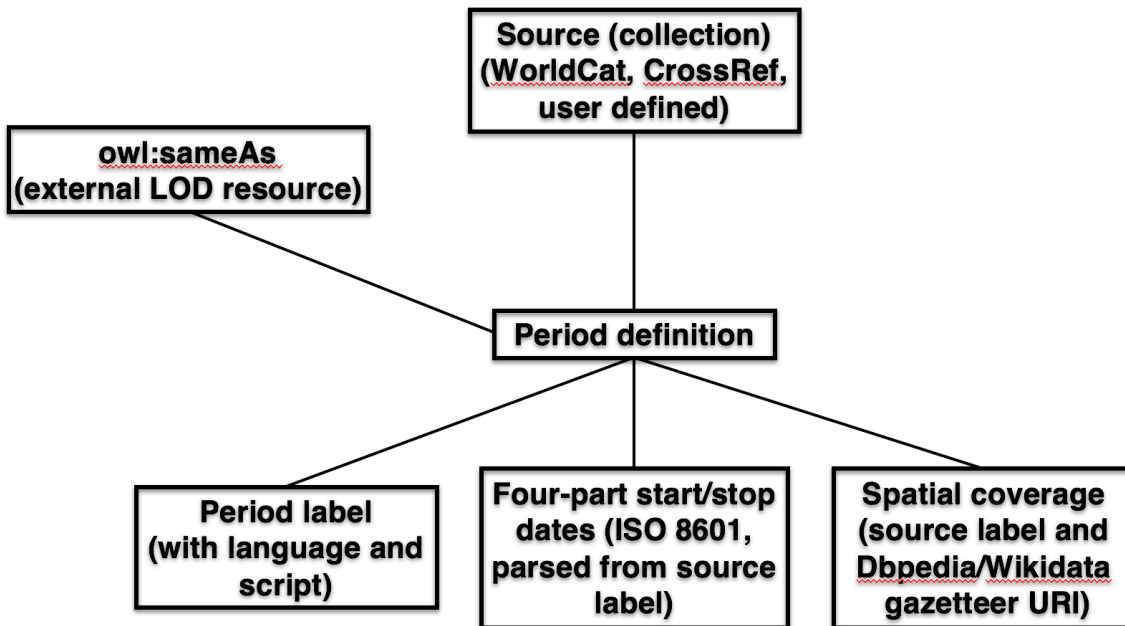 Source (collection)
(WorldCat, CrossRef,
user defined)
owl:sameAs
(external LOD resource)
Period definition
Period label
(with language and
script)
Four-part start/stop
dates (ISO 8601,
parsed from source
label)
Spatial coverage
(source label and
Dbpedia/Wikidata
gazetteer URI)